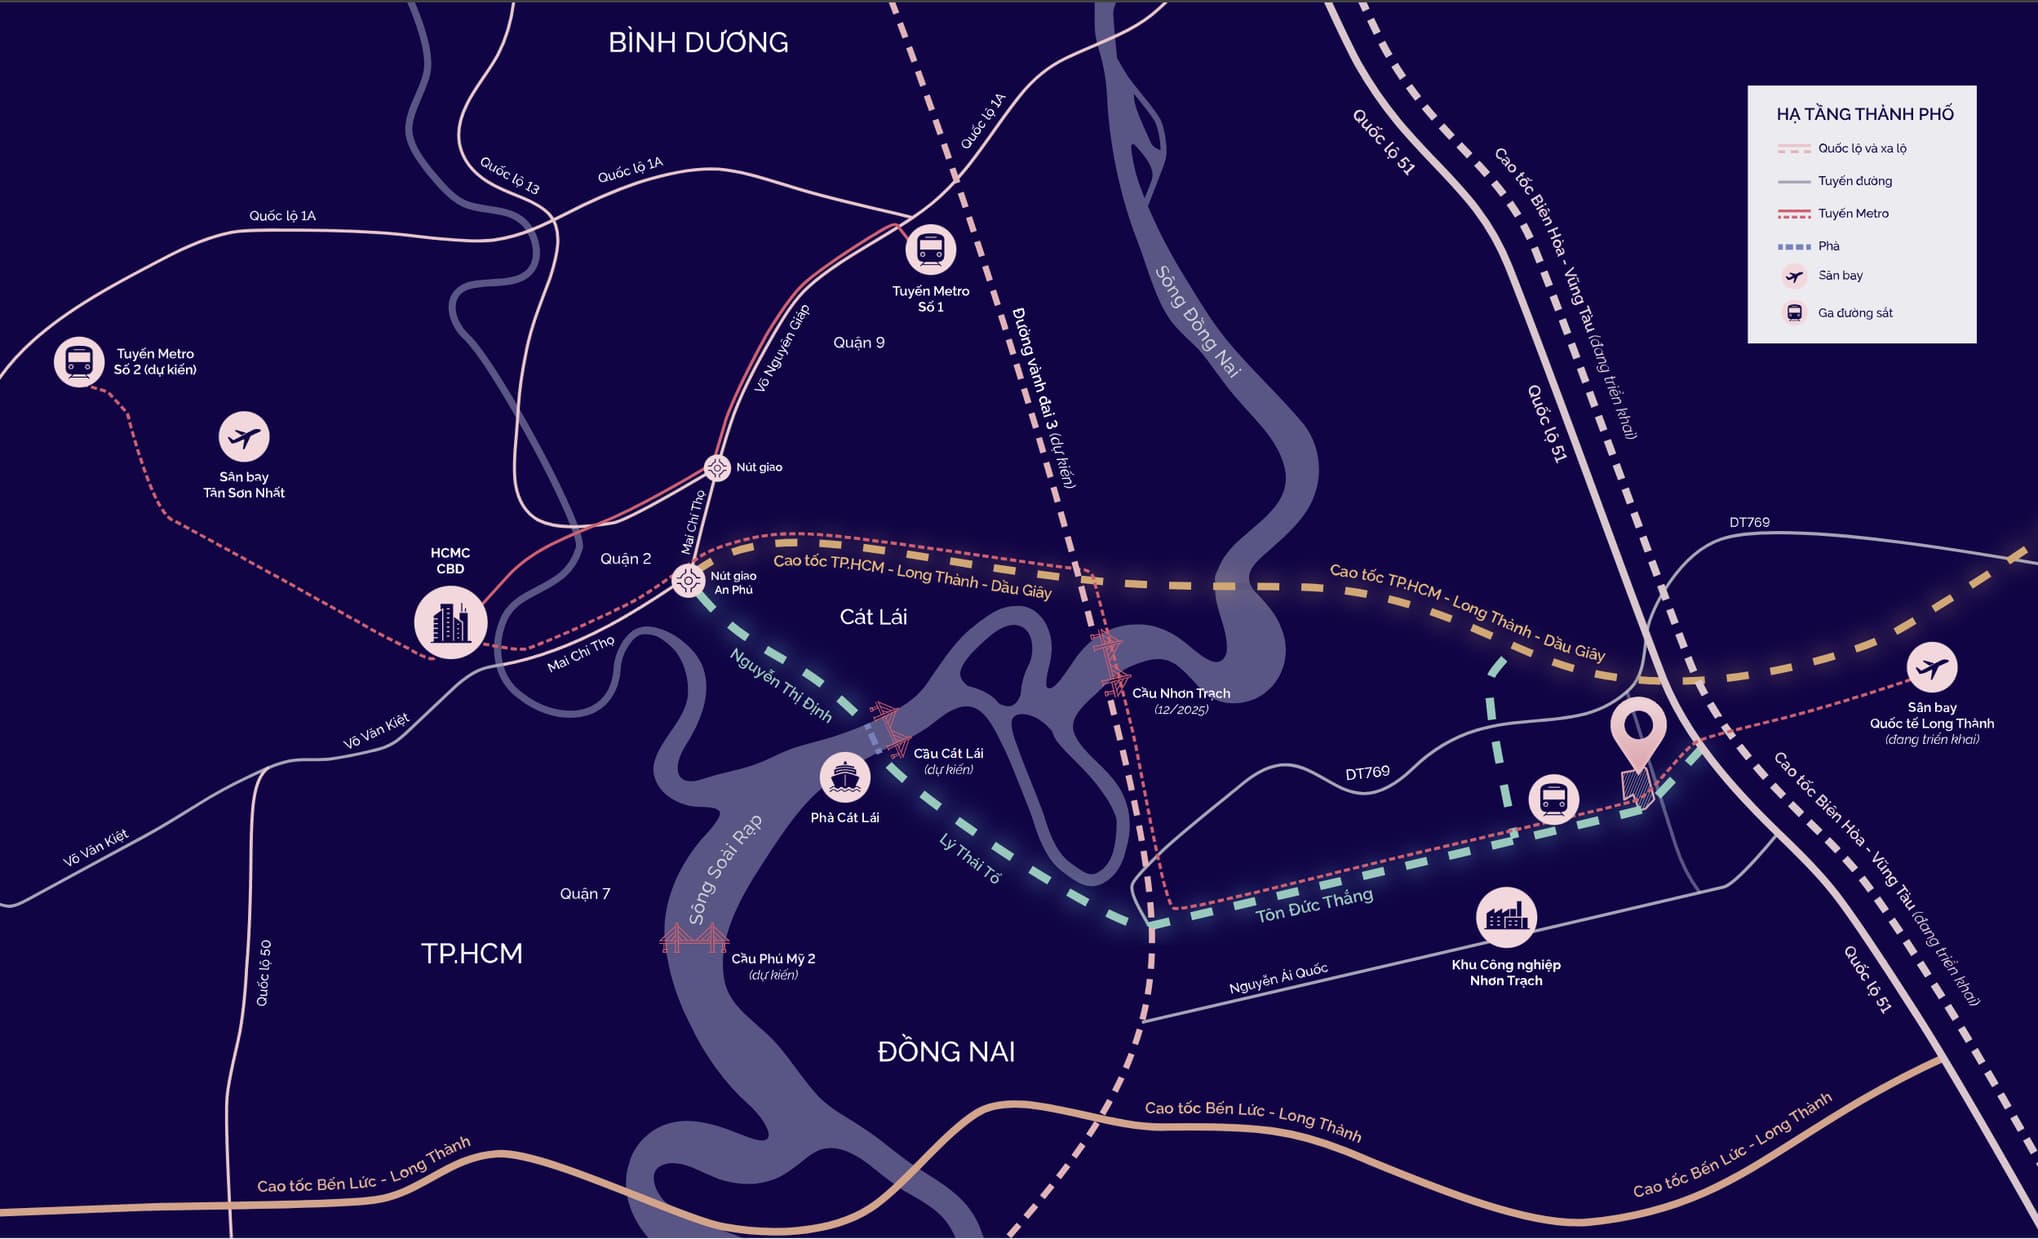 BÌNH DƯƠNG
HẠ TẦNG THÀNH PHỐ
Quốc lộ và xa lộ
Tuyến đường
Tuyến Metro
Phà
Sân bay
Ga đường sắt
Quốc lộ 1A
Quốc lộ 13
Quốc lộ 1A
Quốc lộ 1A
Quốc lộ 51
Cao tốc Biên Hòa - Vũng Tàu (đang triển khai)
Tuyến Metro
Số 1
Sông Đồng Nai
Đường vành đai 3 (dự kiến)
Võ Nguyên Giáp
Quận 9
Tuyến Metro
Số 2 (dự kiến)
Quốc lộ 51
Sân bay
Tân Sơn Nhất
Nút giao
Mai Chí Thọ
DT769
HCMC
CBD
Quận 2
Nút giao
An Phú
Cao tốc TP.HCM - Long Thành - Dầu Giây
Cao tốc TP.HCM - Long Thành - Dầu Giây
Cát Lái
Mai Chí Thọ
Nguyễn Thị Định
Cầu Nhơn Trạch
(12/2025)
Sân bay
Quốc tế Long Thành
(đang triển khai)
Võ Văn Kiệt
Cầu Cát Lái
(dự kiến)
DT769
Phà Cát Lái
Cao tốc Biên Hòa - Vũng Tàu (đang triển khai)
Võ Văn Kiệt
Sông Soài Rạp
Lý Thái Tổ
Quận 7
Tôn Đức Thắng
TP.HCM
Cầu Phú Mỹ 2
(dự kiến)
Khu Công nghiệp
Nhơn Trạch
Quốc lộ 50
Nguyễn Ái Quốc
Quốc lộ 51
ĐỒNG NAI
Cao tốc Bến Lức - Long Thành
Cao tốc Bến Lức - Long Thành
Cao tốc Bến Lức - Long Thành